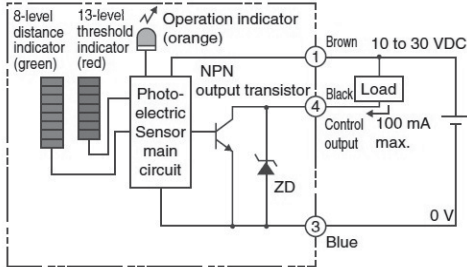 8-level
distance
indicator
(green)
13-level
threshold
indicator
(red)
Operation indicator
(orange)
Photo-
electric
Sensor
main
circuit
NPN
output transistor
ZD
1
Brown
10 to 30 VDC
4
Black
Load
Control
output
100 mA
max.
0 V
3
Blue